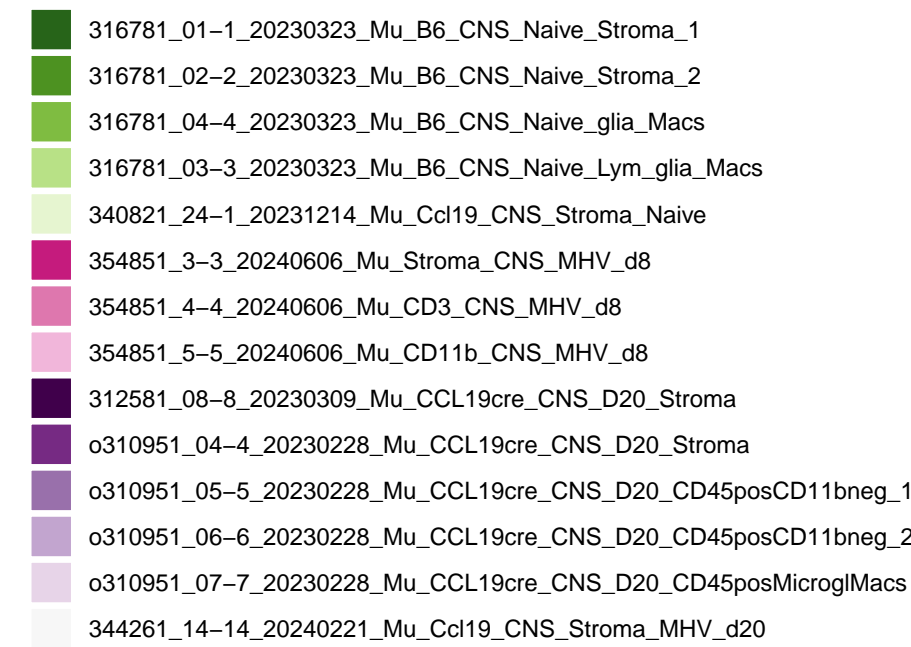 316781_01−1_20230323_Mu_B6_CNS_Naive_Stroma_1
316781_02−2_20230323_Mu_B6_CNS_Naive_Stroma_2
316781_04−4_20230323_Mu_B6_CNS_Naive_glia_Macs
316781_03−3_20230323_Mu_B6_CNS_Naive_Lym_glia_Macs
340821_24−1_20231214_Mu_Ccl19_CNS_Stroma_Naive
354851_3−3_20240606_Mu_Stroma_CNS_MHV_d8
354851_4−4_20240606_Mu_CD3_CNS_MHV_d8
354851_5−5_20240606_Mu_CD11b_CNS_MHV_d8
312581_08−8_20230309_Mu_CCL19cre_CNS_D20_Stroma
o310951_04−4_20230228_Mu_CCL19cre_CNS_D20_Stroma
o310951_05−5_20230228_Mu_CCL19cre_CNS_D20_CD45posCD11bneg_1
o310951_06−6_20230228_Mu_CCL19cre_CNS_D20_CD45posCD11bneg_2
o310951_07−7_20230228_Mu_CCL19cre_CNS_D20_CD45posMicroglMacs
344261_14−14_20240221_Mu_Ccl19_CNS_Stroma_MHV_d20